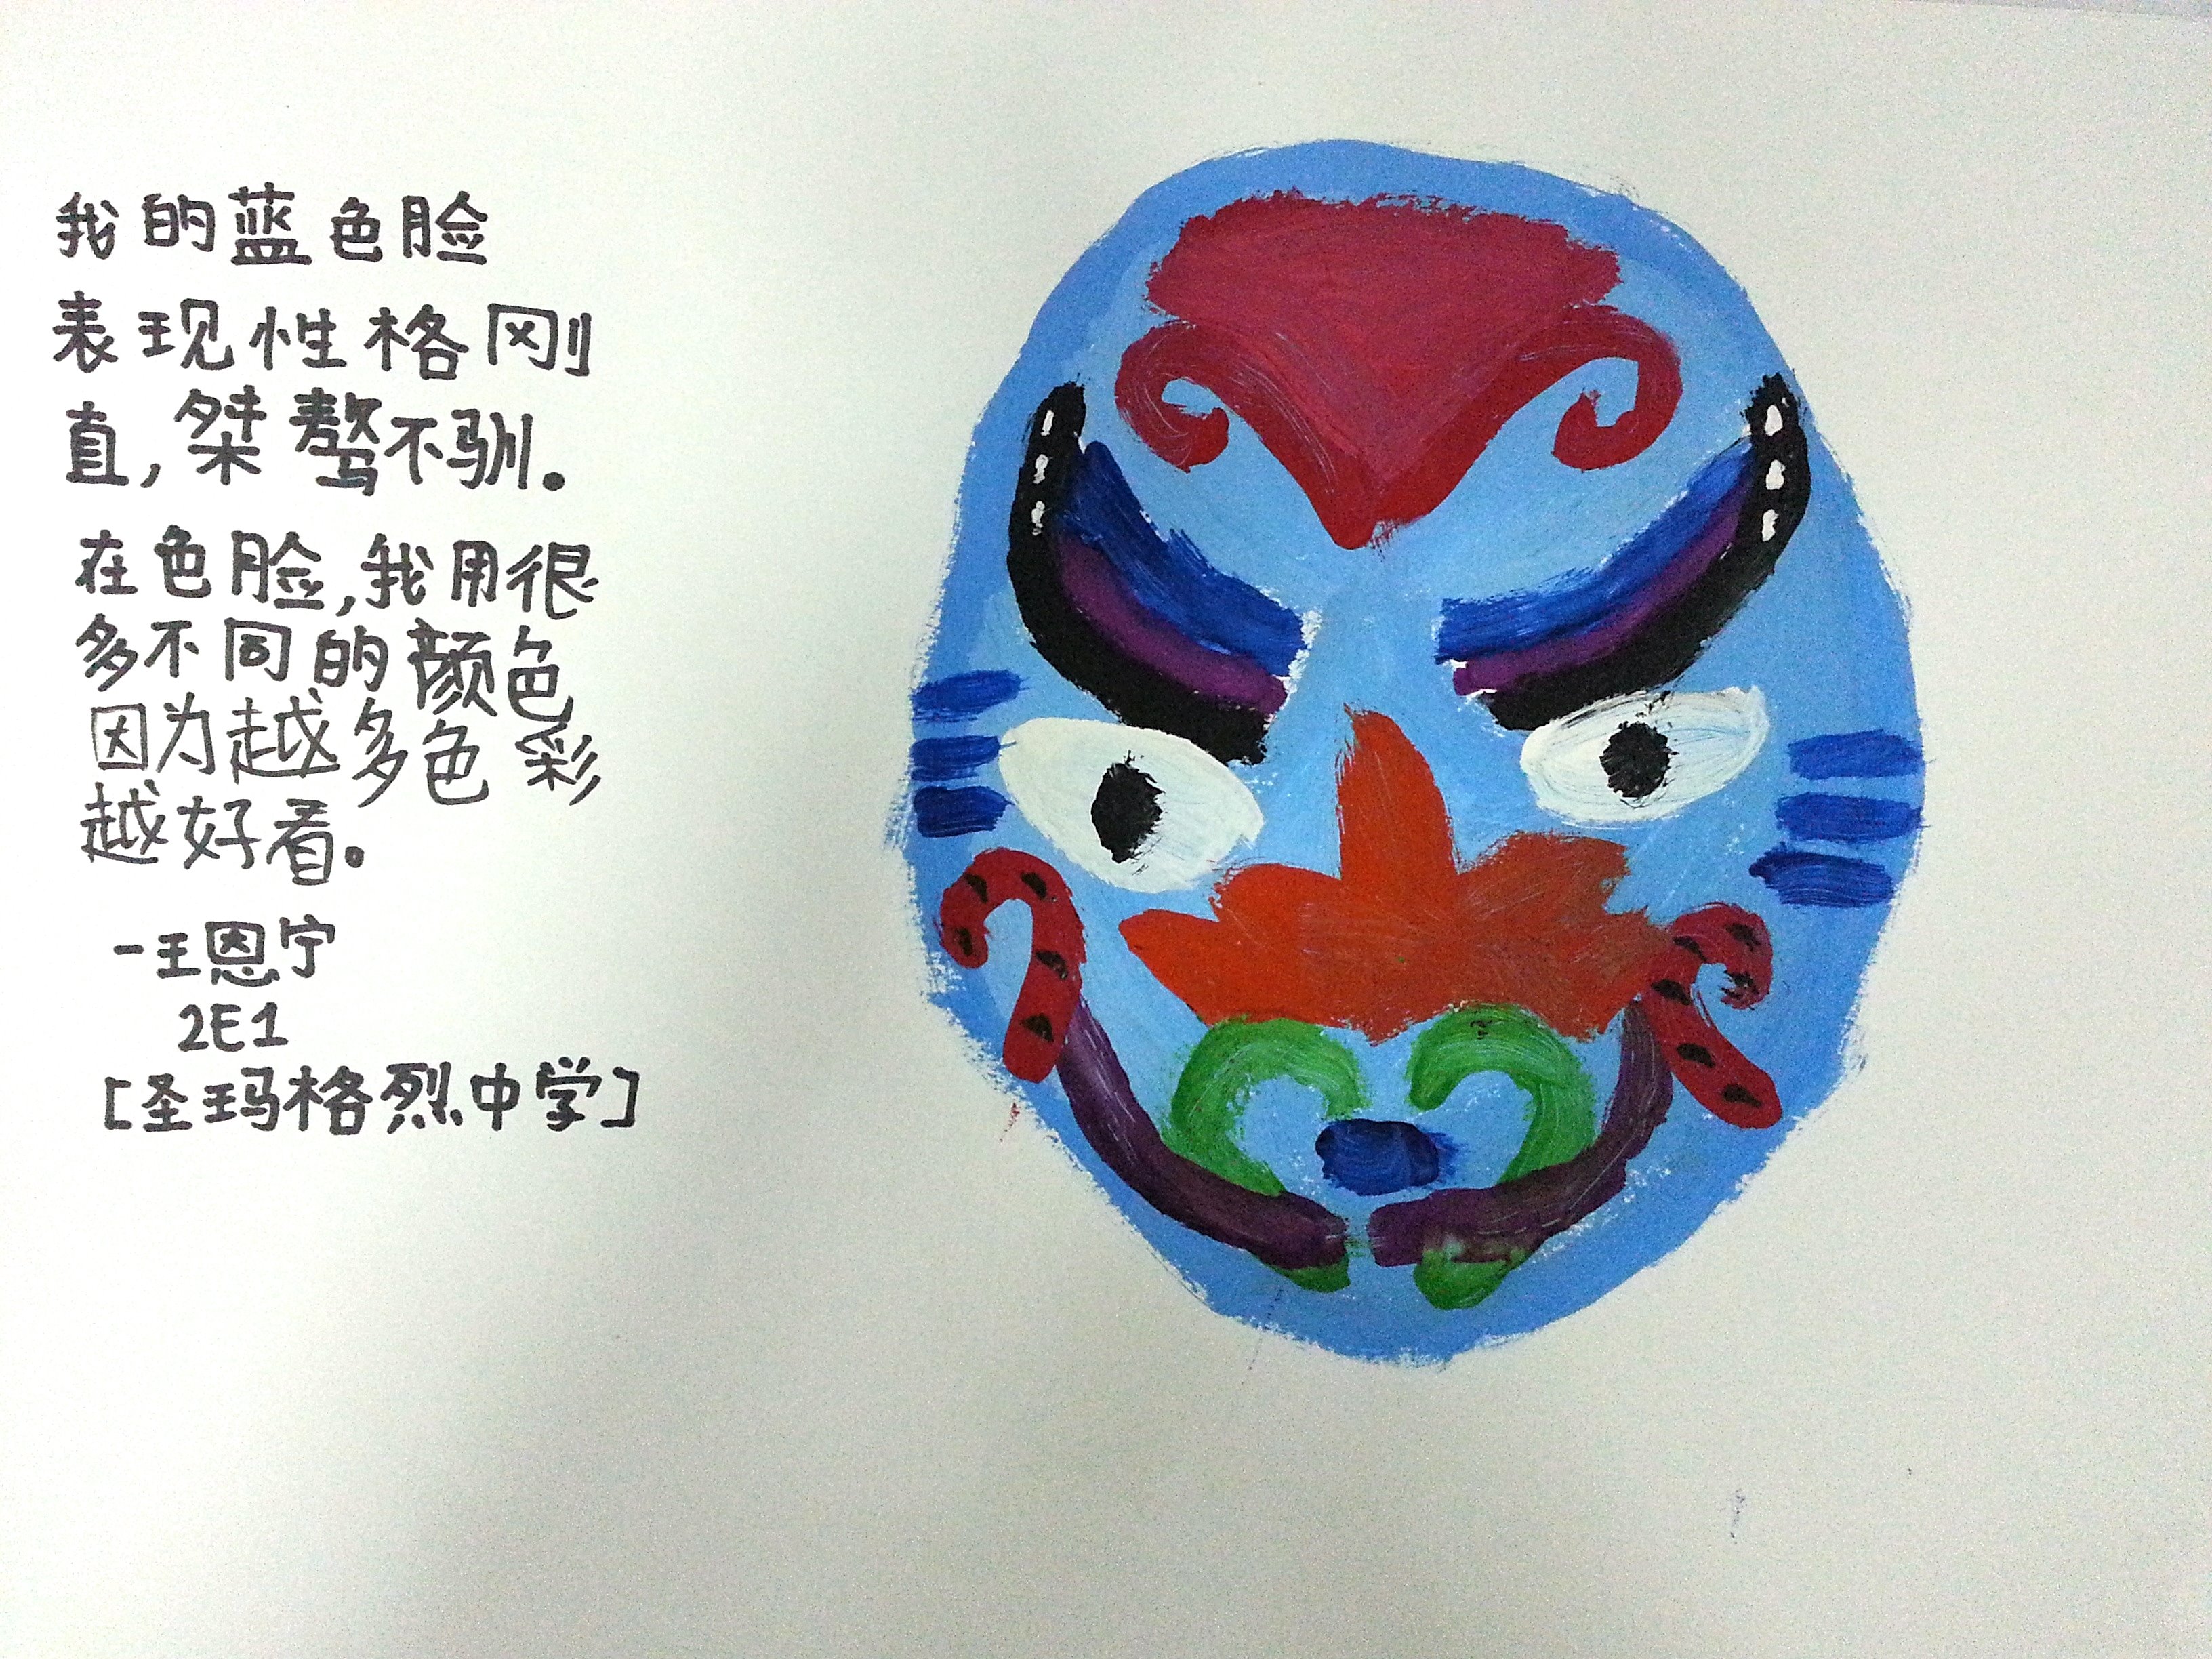 我的蓝色脸
表现性格刚
直,桀骜不驯.
在色脸,我用很
多不同的颜色
因为越多色彩
越好看.
-王恩宁
2E1
[圣玛格烈中学]